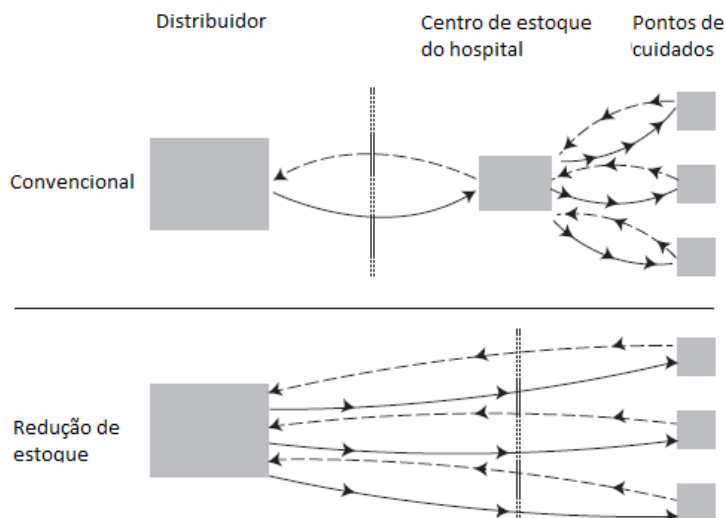 Distribuidor
Centro de estoque
do hospital
Pontos de
cuidados
Convencional
Redução de
estoque